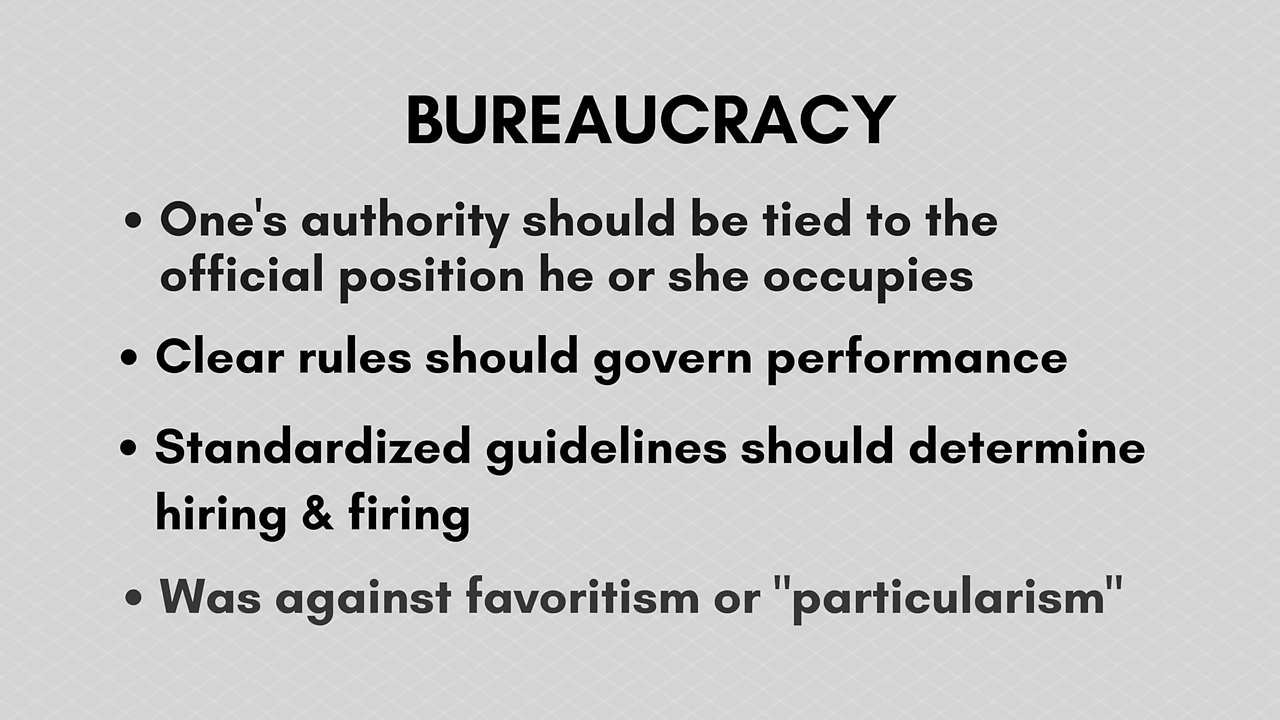 BUREAUCRACY
• One's authority should be tied to the
official position he or she occupies
• Clear rules should govern performance
• Standardized guidelines should determine
hiring & firing
• Was against favoritism or "particularism"